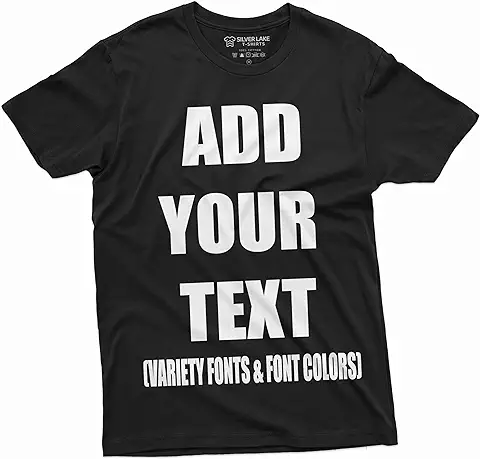 SILVER LAKE
T-SHIRTS
ADD
YOUR
TEXT
(VARIETY FONTS & FONT COLORS)